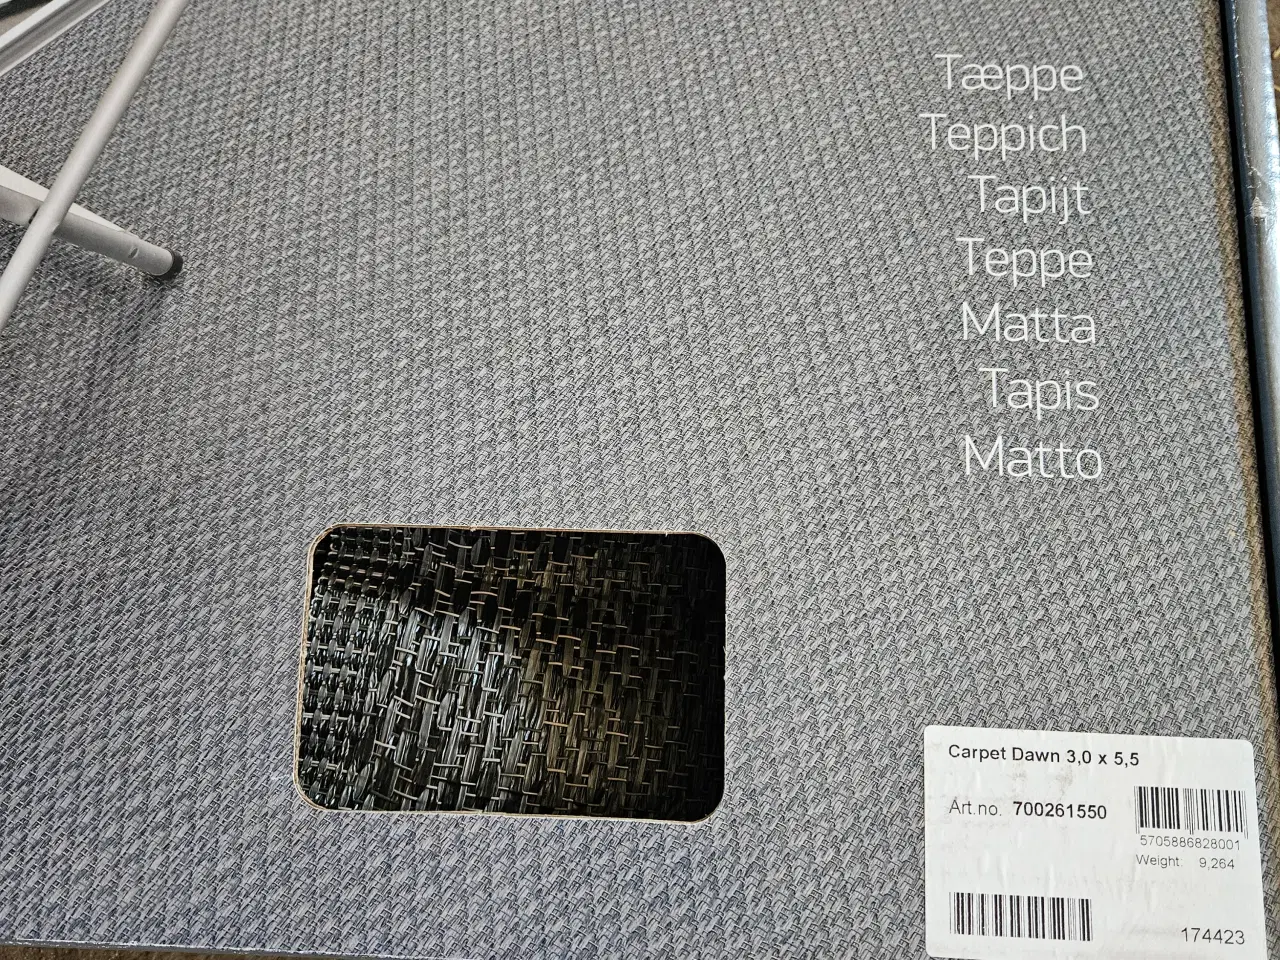 Tæppe
Teppich
Tapijt
Teppe
Matta
Tapis
Matto
Carpet Dawn 3,0 x 5,5
Art.no. 700261550
5705886828001
Weight: 9,264
174423